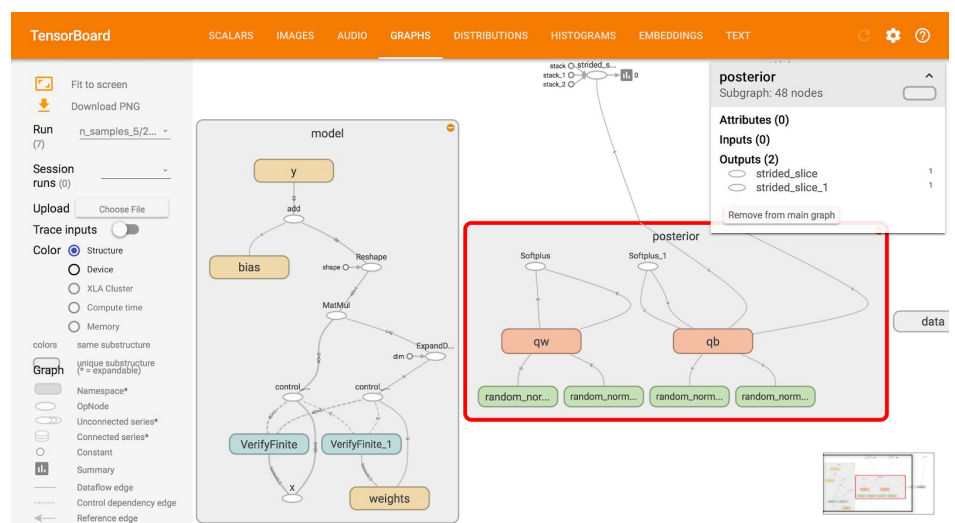 TensorBoard
SCALARS IMAGES AUDIO GRAPHS DISTRIBUTIONS HISTOGRAMS EMBEDDINGS TEXT
Fit to screen
Download PNG
Run n_samples_5/2...
(7)
Session
runs (0)
Upload Choose File
Trace inputs
Color Structure
Device
XLA Cluster
Compute time
Memory
colors same substructure
unique substructure
Graph (* = expandable)
Namespace*
OpNode
Unconnected series*
Connected series*
Constant
Summary
Dataflow edge
Control dependency edge
Reference edge
model
y
add
bias
Reshape
shape
MatMul
ExpandD...
dim
control_...
control_...
VerifyFinite
VerifyFinite_1
x
weights
stack
stack_1
stack_2
strided_s...
0
posterior
Softplus
Softplus_1
qw
qb
random_nor...
random_norm...
random_norm...
random_norm...
data
posterior
Subgraph: 48 nodes
Attributes (0)
Inputs (0)
Outputs (2)
strided_slice 1
strided_slice_1 1
Remove from main graph